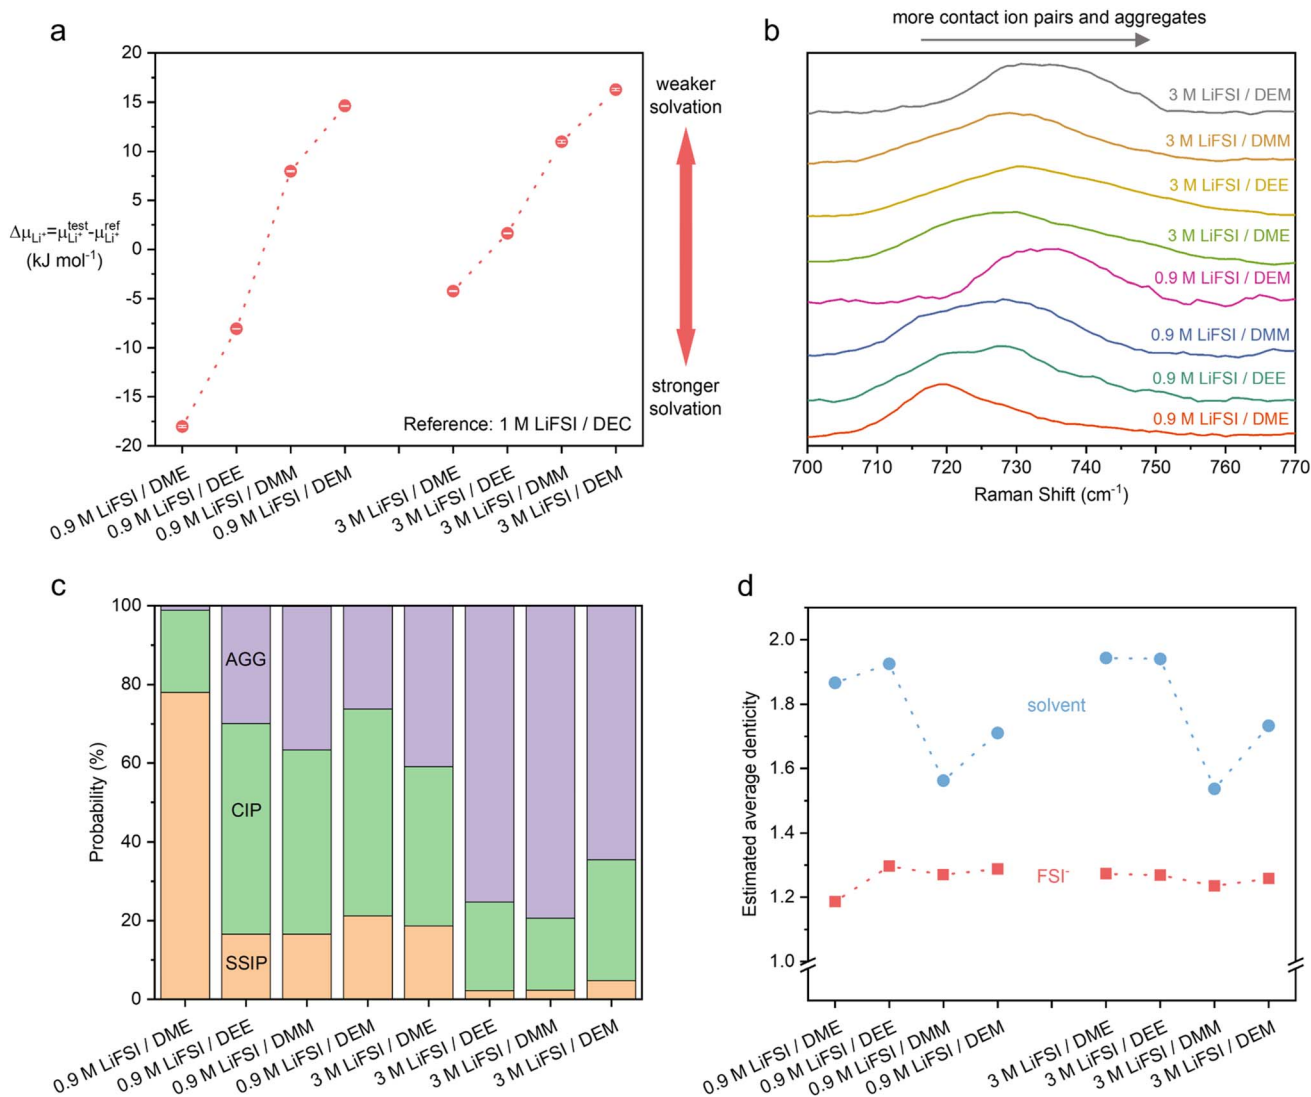 a
20
15
10
5
0
-5
-10
-15
-20
Δμ_Li⁺=μ_Li⁺^test-μ_Li⁺^ref
(kJ mol⁻¹)
Reference: 1 M LiFSI / DEC
0.9 M LiFSI / DME
0.9 M LiFSI / DEE
0.9 M LiFSI / DMM
0.9 M LiFSI / DEM
3 M LiFSI / DME
3 M LiFSI / DEE
3 M LiFSI / DMM
3 M LiFSI / DEM
weaker
solvation
stronger
solvation
b
more contact ion pairs and aggregates
3 M LiFSI / DEM
3 M LiFSI / DMM
3 M LiFSI / DEE
3 M LiFSI / DME
0.9 M LiFSI / DEM
0.9 M LiFSI / DMM
0.9 M LiFSI / DEE
0.9 M LiFSI / DME
700 710 720 730 740 750 760 770
Raman Shift (cm⁻¹)
c
100
80
60
40
20
0
Probability (%)
AGG
CIP
SSIP
0.9 M LiFSI / DME
0.9 M LiFSI / DEE
0.9 M LiFSI / DMM
0.9 M LiFSI / DEM
3 M LiFSI / DME
3 M LiFSI / DEE
3 M LiFSI / DMM
3 M LiFSI / DEM
d
2.0
1.8
1.6
1.4
1.2
1.0
Estimated average denticity
solvent
FSI⁻
0.9 M LiFSI / DME
0.9 M LiFSI / DEE
0.9 M LiFSI / DMM
0.9 M LiFSI / DEM
3 M LiFSI / DME
3 M LiFSI / DEE
3 M LiFSI / DMM
3 M LiFSI / DEM